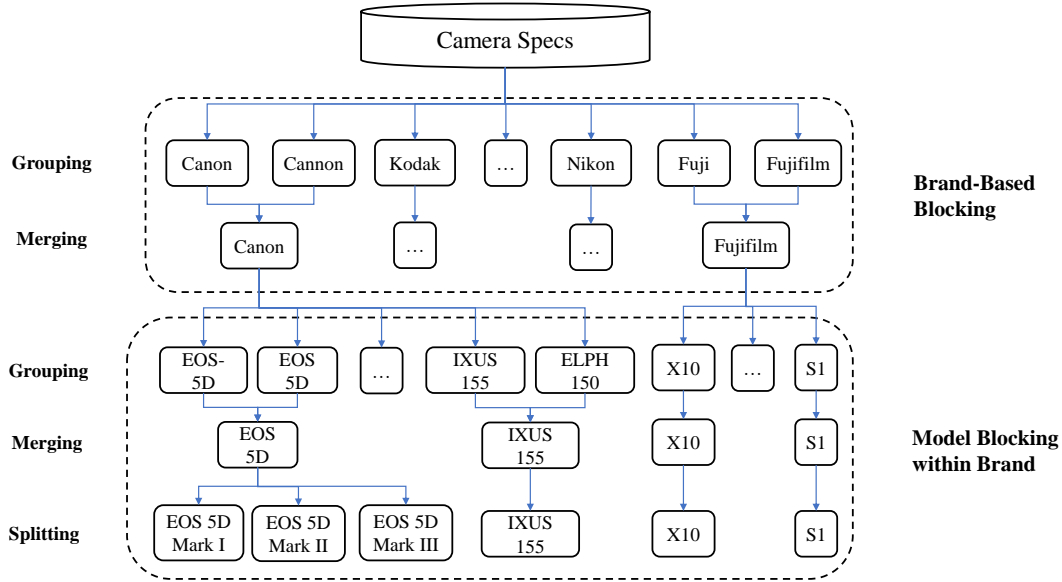 Camera Specs
Grouping
Canon
Cannon
Kodak
...
Nikon
Fuji
Fujifilm
Brand-Based
Blocking
Merging
Canon
...
...
Fujifilm
Grouping
EOS-
5D
EOS
5D
...
IXUS
155
ELPH
150
X10
...
S1
Merging
EOS
5D
IXUS
155
X10
S1
Model Blocking
within Brand
Splitting
EOS 5D
Mark I
EOS 5D
Mark II
EOS 5D
Mark III
IXUS
155
X10
S1